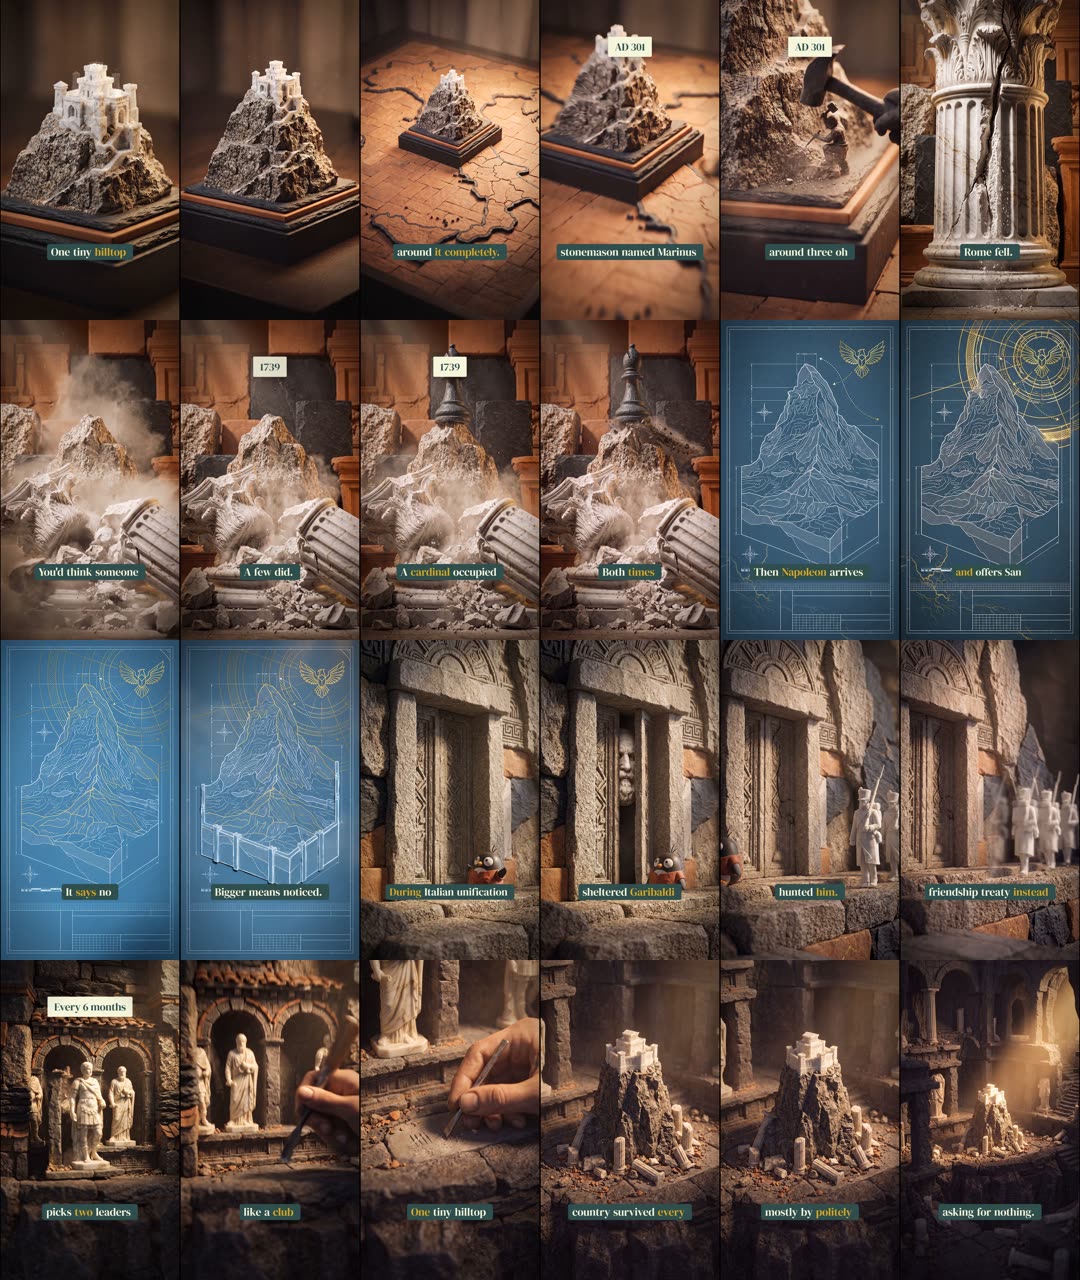 One tiny hilltop
around it completely.
AD 301
stonemason named Marinus
AD 301
around three oh
Rome fell.
You'd think someone
1739
A few did.
1739
A cardinal occupied
Both times
Then Napoleon arrives
and offers San
It says no
Bigger means noticed.
During Italian unification
sheltered Garibaldi
hunted him.
friendship treaty instead
Every 6 months
picks two leaders
like a club
One tiny hilltop
country survived every
mostly by politely
asking for nothing.